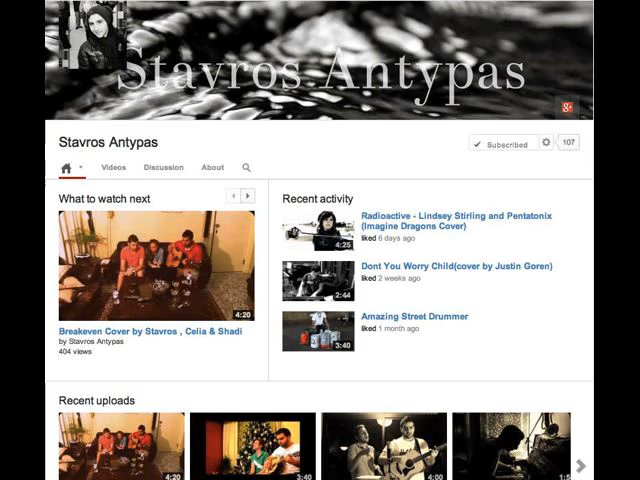 Stavros Antypas
g+
Stavros Antypas
Subscribed
107
Videos
Discussion
About
What to watch next
Recent activity
4:20
Breakeven Cover by Stavros , Celia & Shadi
by Stavros Antypas
404 views
4:25
Radioactive - Lindsey Stirling and Pentatonix
(Imagine Dragons Cover)
liked 6 days ago
2:44
Dont You Worry Child(cover by Justin Goren)
liked 2 weeks ago
3:40
Amazing Street Drummer
liked 1 month ago
Recent uploads
4:20
3:40
4:00